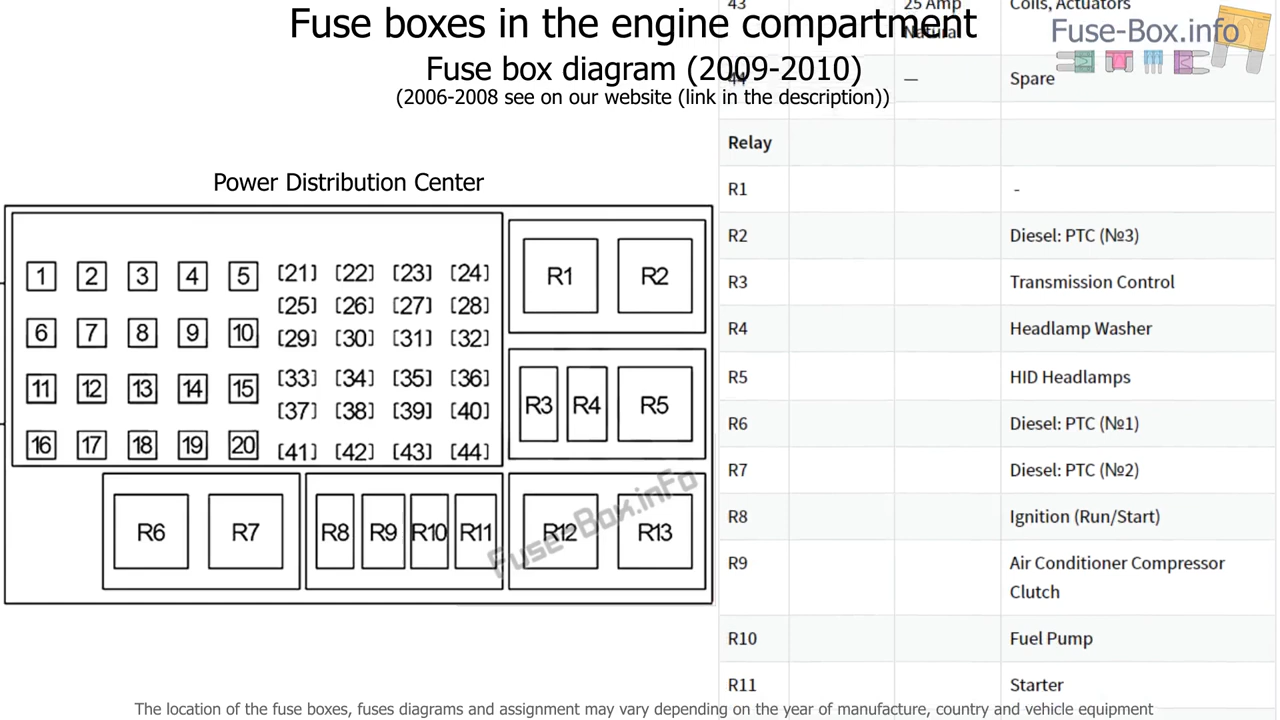 Fuse boxes in the engine compartment
Fuse box diagram (2009-2010)
(2006-2008 see on our website (link in the description))
Fuse-Box.info
Power Distribution Center
1 2 3 4 5 [21] [22] [23] [24]
[25] [26] [27] [28]
6 7 8 9 10 [29] [30] [31] [32]
11 12 13 14 15 [33] [34] [35] [36]
[37] [38] [39] [40]
16 17 18 19 20 [41] [42] [43] [44]
R1 R2
R3 R4 R5
R6 R7 R8 R9 R10 R11 R12 R13
Fuse-Box.inFo
43 25 Amp Coils, Actuators
Natural
44 — Spare
Relay
R1 -
R2 Diesel: PTC (№3)
R3 Transmission Control
R4 Headlamp Washer
R5 HID Headlamps
R6 Diesel: PTC (№1)
R7 Diesel: PTC (№2)
R8 Ignition (Run/Start)
R9 Air Conditioner Compressor
Clutch
R10 Fuel Pump
R11 Starter
The location of the fuse boxes, fuses diagrams and assignment may vary depending on the year of manufacture, country and vehicle equipment